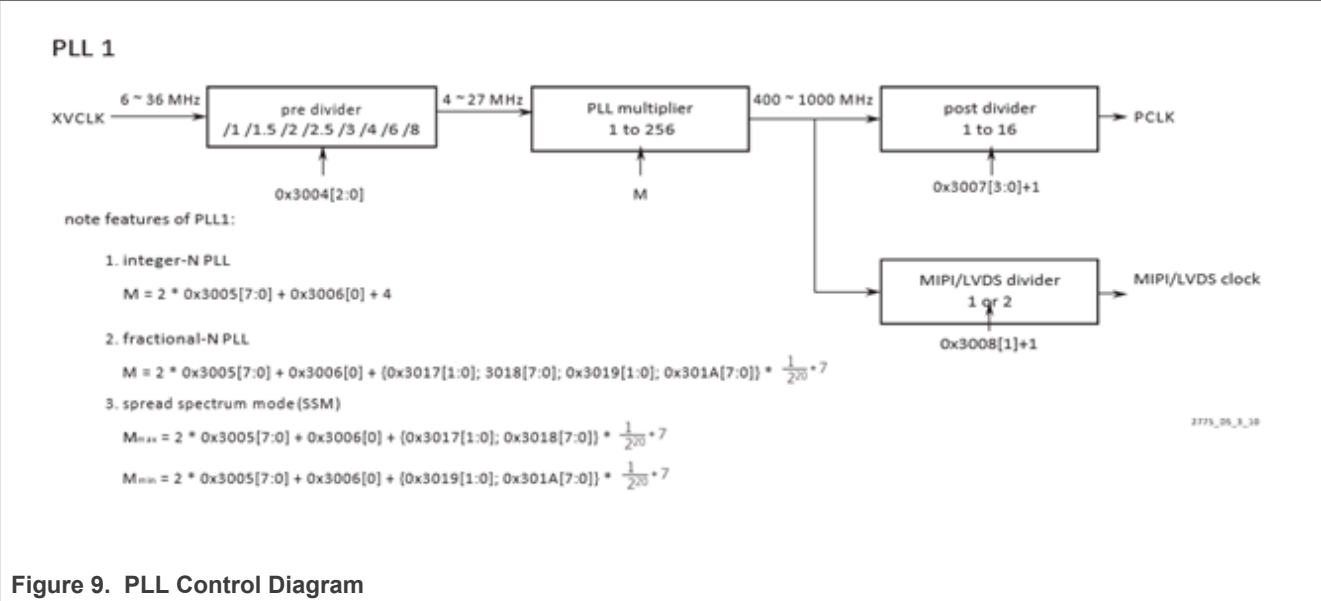 PLL 1
XVCLK
6 ~ 36 MHz
pre divider
/1 /1.5 /2 /2.5 /3 /4 /6 /8
0x3004[2:0]
4 ~ 27 MHz
PLL multiplier
1 to 256
M
400 ~ 1000 MHz
post divider
1 to 16
PCLK
0x3007[3:0]+1
MIPI/LVDS divider
1 or 2
MIPI/LVDS clock
0x3008[1]+1
note features of PLL1:
1. integer-N PLL
M = 2 * 0x3005[7:0] + 0x3006[0] + 4
2. fractional-N PLL
M = 2 * 0x3005[7:0] + 0x3006[0] + {0x3017[1:0]; 3018[7:0]; 0x3019[1:0]; 0x301A[7:0]} * 1/2²⁰ + 7
3. spread spectrum mode(SSM)
Mmax = 2 * 0x3005[7:0] + 0x3006[0] + {0x3017[1:0]; 0x3018[7:0]} * 1/2²⁰ + 7
Mmin = 2 * 0x3005[7:0] + 0x3006[0] + {0x3019[1:0]; 0x301A[7:0]} * 1/2²⁰ + 7
2775_DS_3_10
Figure 9. PLL Control Diagram